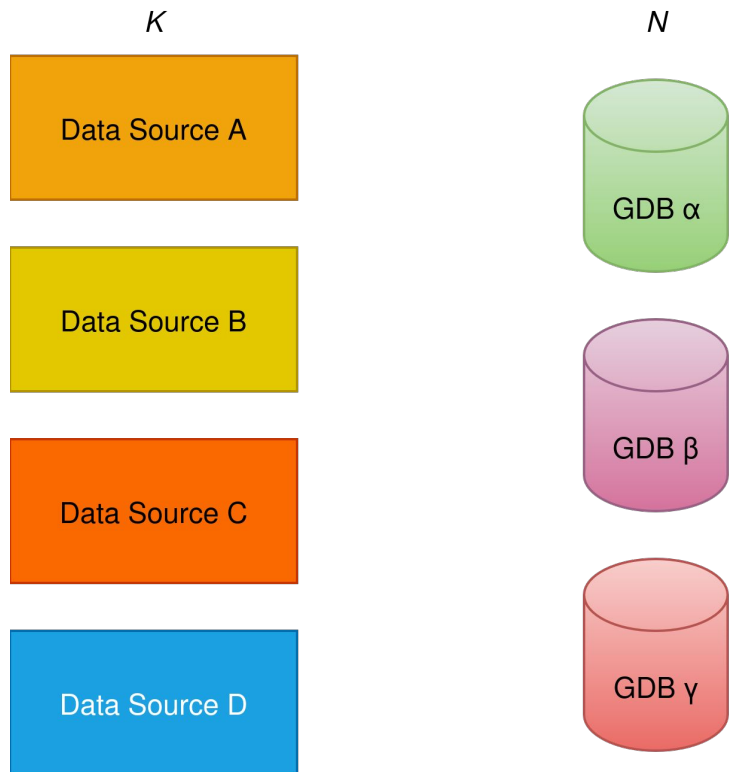 K
N
Data Source A
GDB α
Data Source B
GDB β
Data Source C
GDB γ
Data Source D